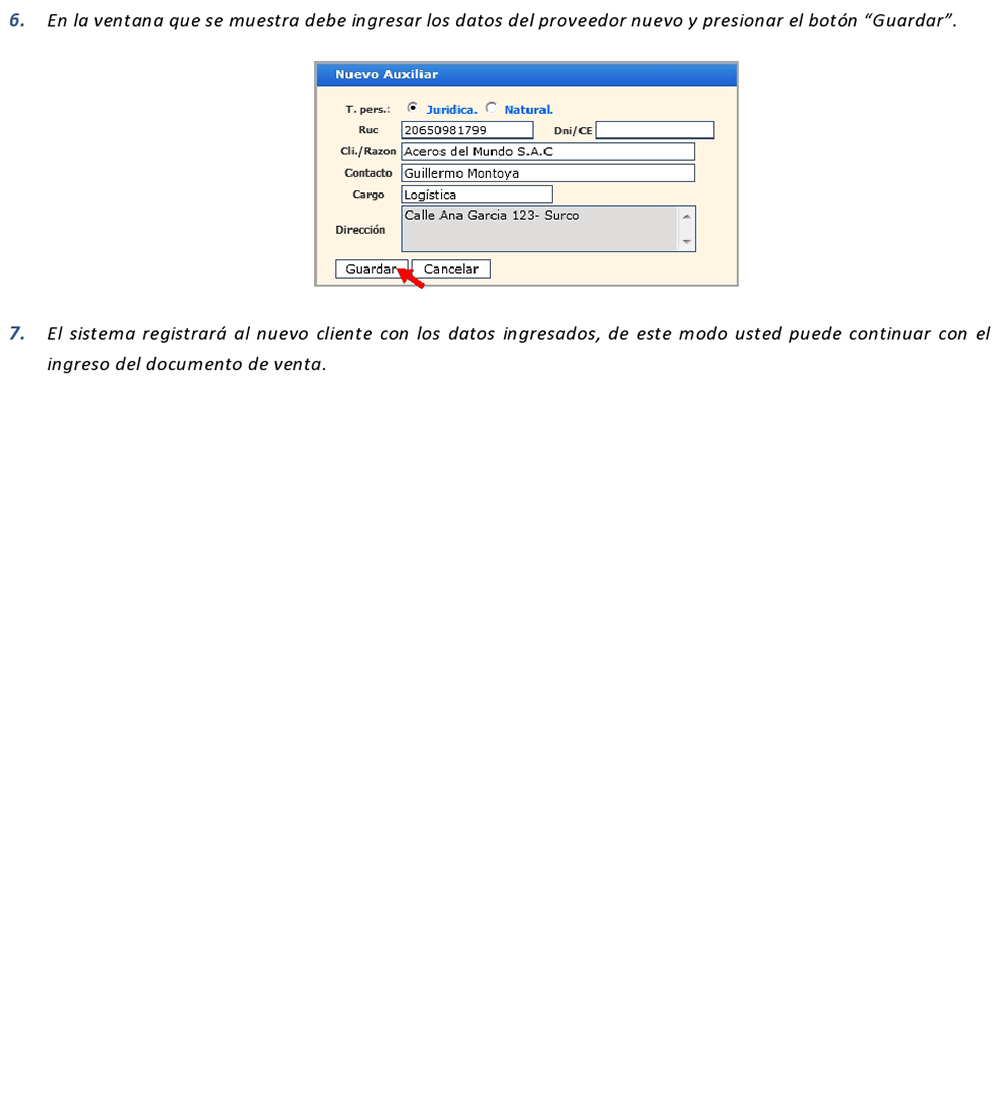 6. En la ventana que se muestra debe ingresar los datos del proveedor nuevo y presionar el botón “Guardar”.
Nuevo Auxiliar
T. pers.: Juridica. Natural.
Ruc 20650981799 Dni/CE
Cli./Razon Aceros del Mundo S.A.C
Contacto Guillermo Montoya
Cargo Logística
Calle Ana Garcia 123- Surco
Dirección
Guardar Cancelar
7. El sistema registrará al nuevo cliente con los datos ingresados, de este modo usted puede continuar con el
ingreso del documento de venta.